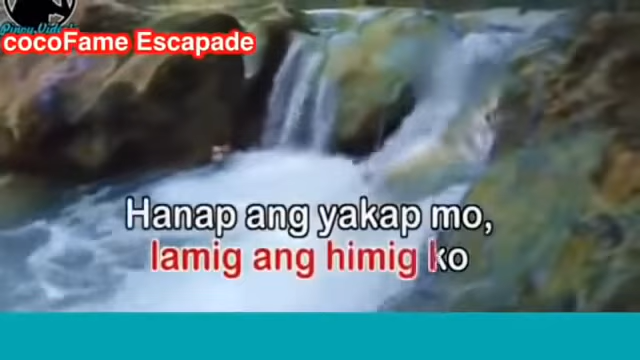 cocoFame Escapade
Hanap ang yakap mo,
lamig ang himig ko